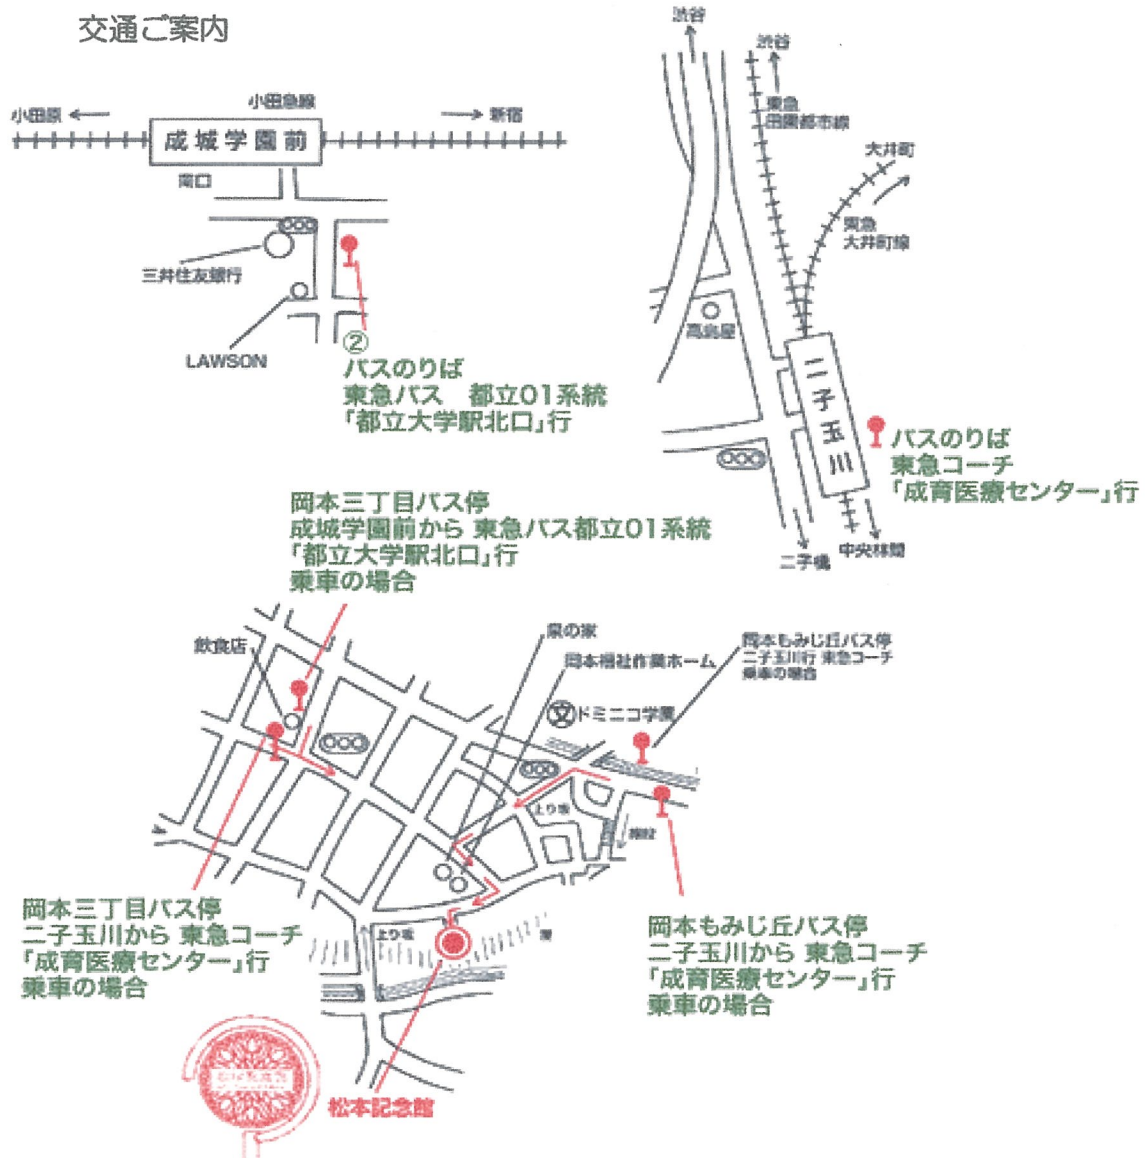 交通ご案内
小田原
小田急線
新宿
成城学園前
南口
三井住友銀行
LAWSON
②
バスのりば
東急バス 都立01系統
「都立大学駅北口」行
渋谷
渋谷
東急
田園都市線
大井町
東急
大井町線
高島屋
二子玉川
バスのりば
東急コーチ
「成育医療センター」行
二子橋
中央林間
岡本三丁目バス停
成城学園前から 東急バス都立01系統
「都立大学駅北口」行
乗車の場合
飲食店
泉の家
岡本福祉作業ホーム
文
ドミニコ学園
岡本もみじ丘バス停
二子玉川行 東急コーチ
乗車の場合
上り坂
階段
岡本三丁目バス停
二子玉川から 東急コーチ
「成育医療センター」行
乗車の場合
上り坂
岡本もみじ丘バス停
二子玉川から 東急コーチ
「成育医療センター」行
乗車の場合
松本記念館